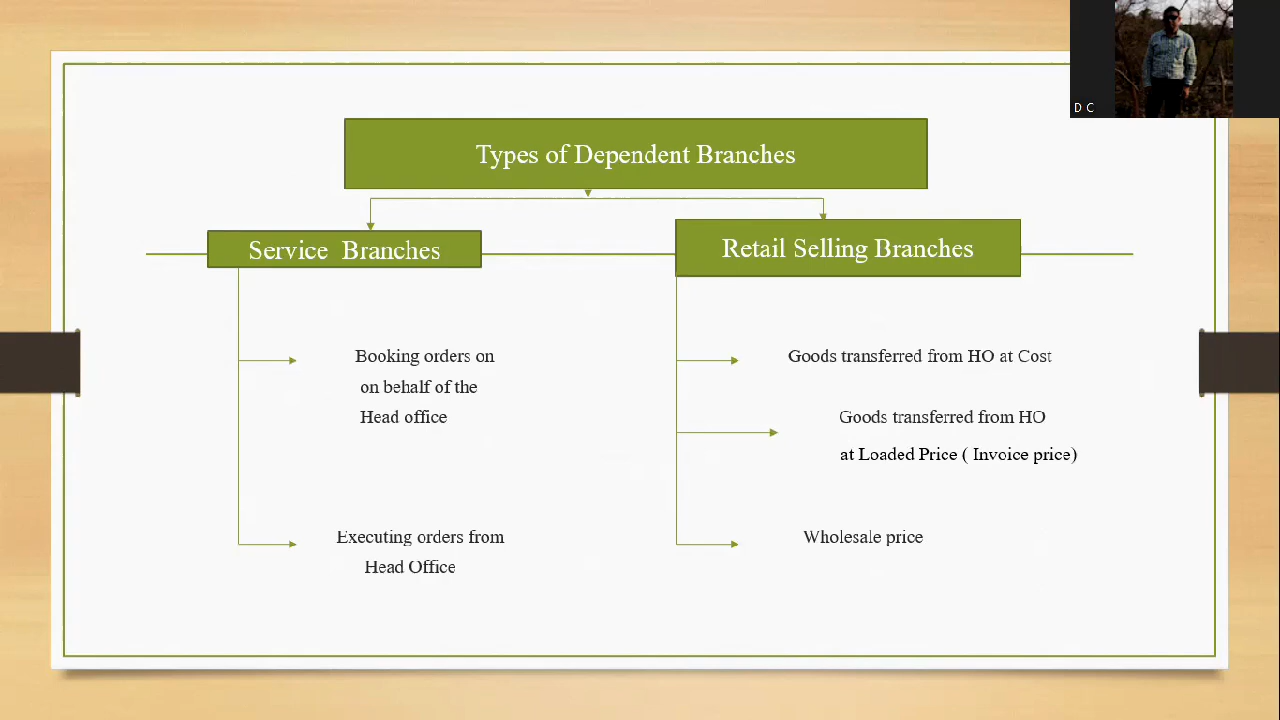 D C
Types of Dependent Branches
Service Branches
Retail Selling Branches
Booking orders on
on behalf of the
Head office
Executing orders from
Head Office
Goods transferred from HO at Cost
Goods transferred from HO
at Loaded Price ( Invoice price)
Wholesale price